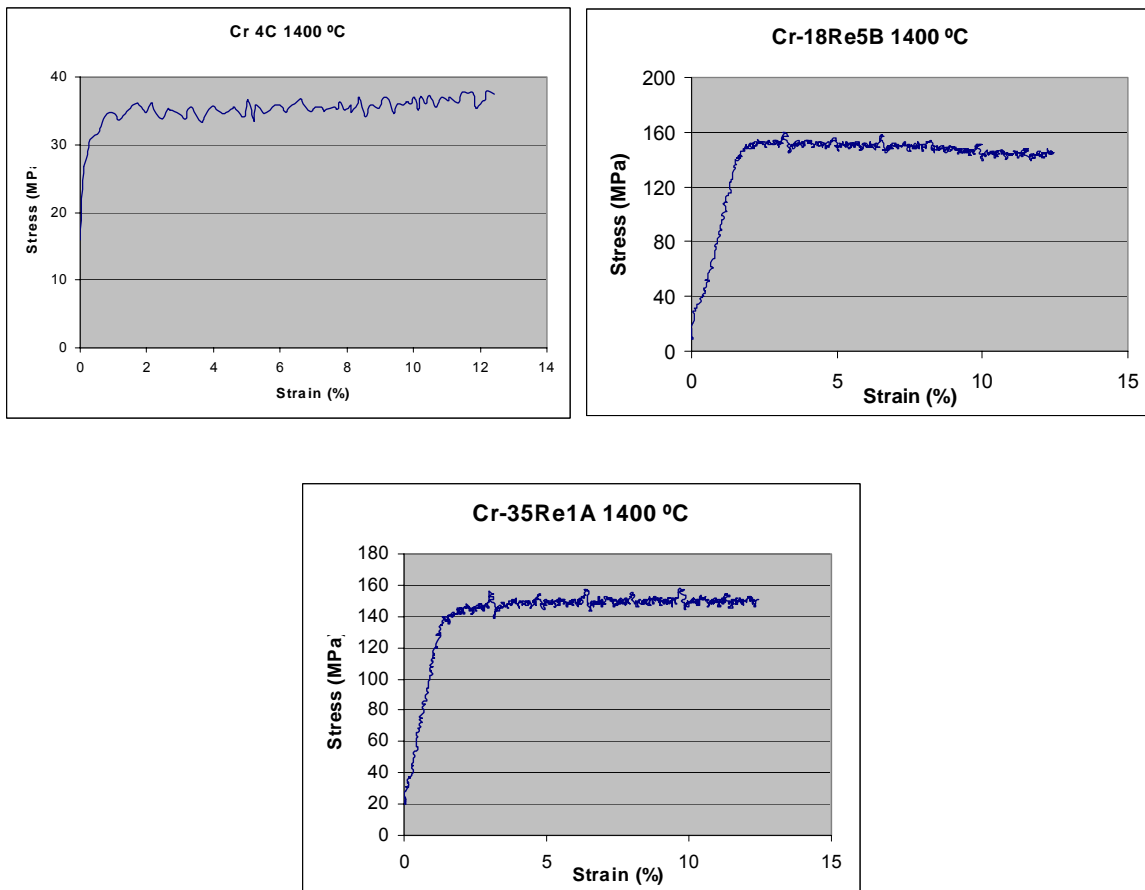 Cr 4C 1400 ºC
40
30
20
10
0
Stress (MP
0 2 4 6 8 10 12 14
Strain (%)
Cr-18Re5B 1400 ºC
200
160
120
80
40
0
Stress (MPa)
0 5 10 15
Strain (%)
Cr-35Re1A 1400 ºC
180
160
140
120
100
80
60
40
20
0
Stress (MPa
0 5 10 15
Strain (%)